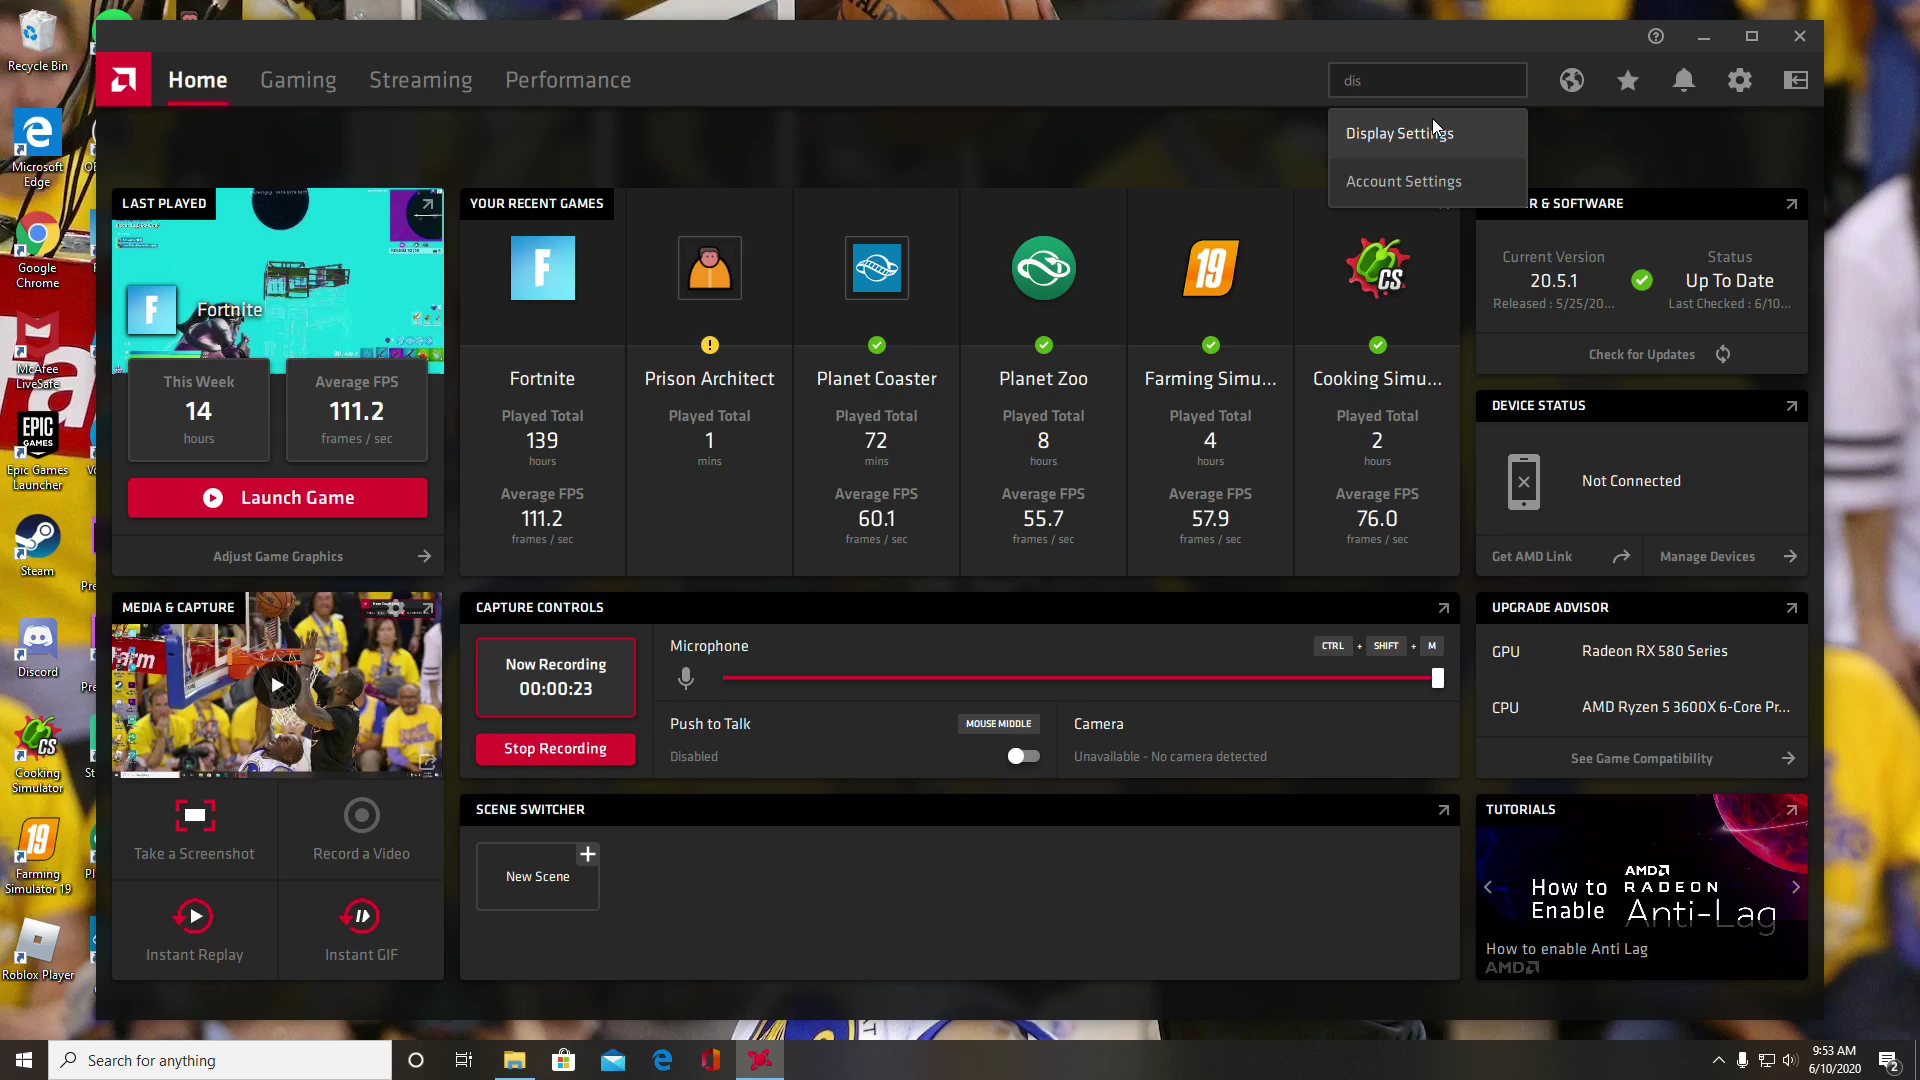 Recycle Bin
Microsoft
Edge
Google
Chrome
McAfee
LiveSafe
EPIC
GAMES
Epic Games
Launcher
Steam
Discord
CS
Cooking
Simulator
19
Farming
Simulator 19
Roblox Player
Home
Gaming
Streaming
Performance
dis
Display Settings
Account Settings
LAST PLAYED
F
Fortnite
This Week
14
hours
Average FPS
111.2
frames / sec
Launch Game
Adjust Game Graphics
YOUR RECENT GAMES
F
Fortnite
Played Total
139
hours
Average FPS
111.2
frames / sec
Prison Architect
Played Total
1
mins
Planet Coaster
Played Total
72
mins
Average FPS
60.1
frames / sec
Planet Zoo
Played Total
8
hours
Average FPS
55.7
frames / sec
19
Farming Simu...
Played Total
4
hours
Average FPS
57.9
frames / sec
CS
Cooking Simu...
Played Total
2
hours
Average FPS
76.0
frames / sec
R & SOFTWARE
Current Version
20.5.1
Released : 5/25/20...
Status
Up To Date
Last Checked : 6/10...
Check for Updates
DEVICE STATUS
Not Connected
Get AMD Link
Manage Devices
MEDIA & CAPTURE
Take a Screenshot
Record a Video
Instant Replay
Instant GIF
CAPTURE CONTROLS
Now Recording
00:00:23
Stop Recording
Microphone
CTRL + SHIFT + M
Push to Talk
MOUSE MIDDLE
Disabled
Camera
Unavailable - No camera detected
SCENE SWITCHER
New Scene
UPGRADE ADVISOR
GPU
Radeon RX 580 Series
CPU
AMD Ryzen 5 3600X 6-Core Pr...
See Game Compatibility
TUTORIALS
How to
Enable
AMD
RADEON
Anti-Lag
How to enable Anti Lag
AMD
Search for anything
9:53 AM
6/10/2020
2